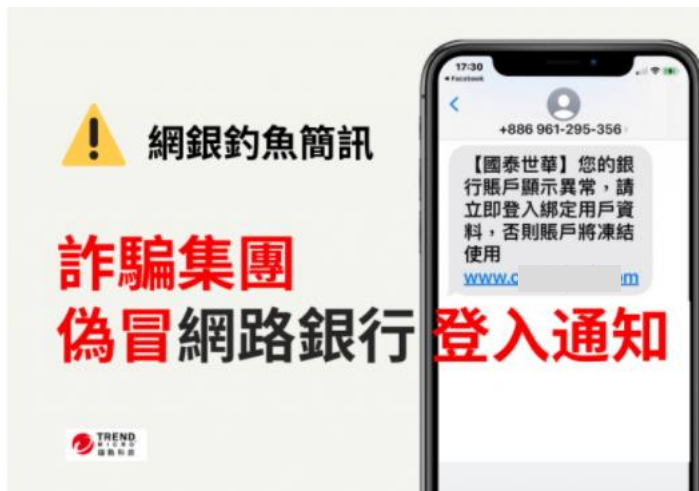 網銀釣魚簡訊
詐騙集團
偽冒網路銀行 登入通知
TREND
MICRO
趨勢科技
17:30
Facebook
+886 961-295-356
【國泰世華】您的銀
行賬戶顯示異常，請
立即登入綁定用戶資
料，否則賬戶將凍結
使用
www.c m